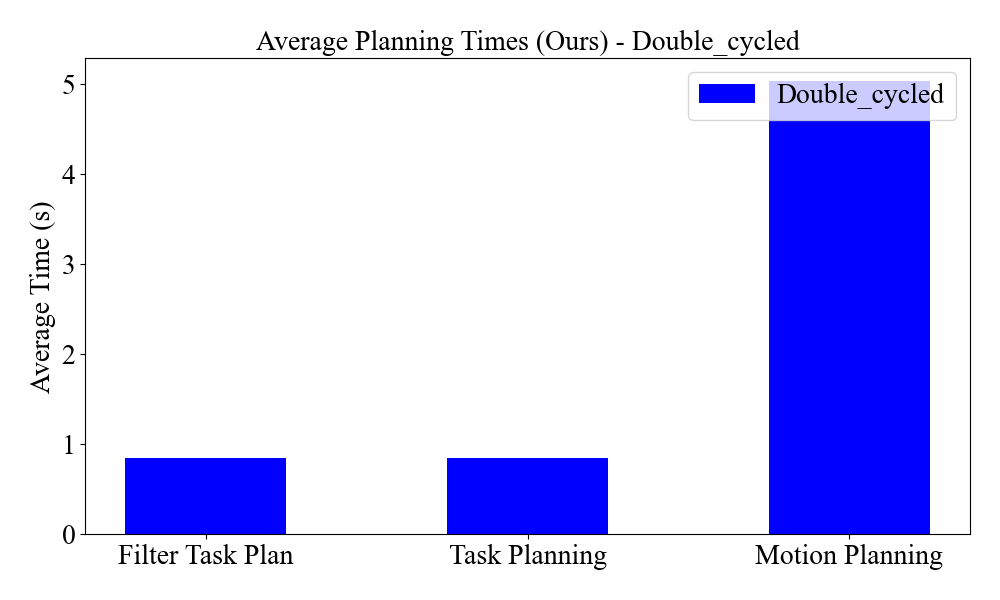 Average Planning Times (Ours) - Double_cycled
Double_cycled
Average Time (s)
5
4
3
2
1
0
Filter Task Plan
Task Planning
Motion Planning